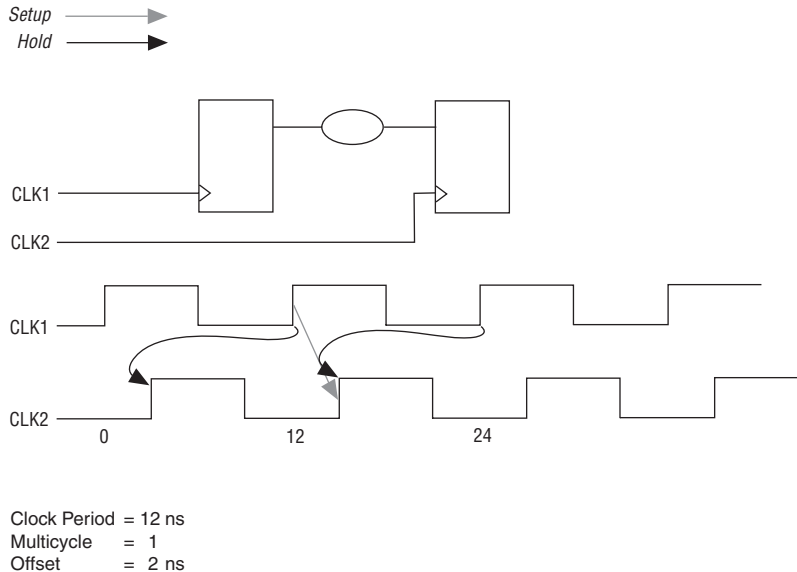 Setup
Hold
CLK1
CLK2
CLK1
CLK2
0 12 24
Clock Period = 12 ns
Multicycle = 1
Offset = 2 ns